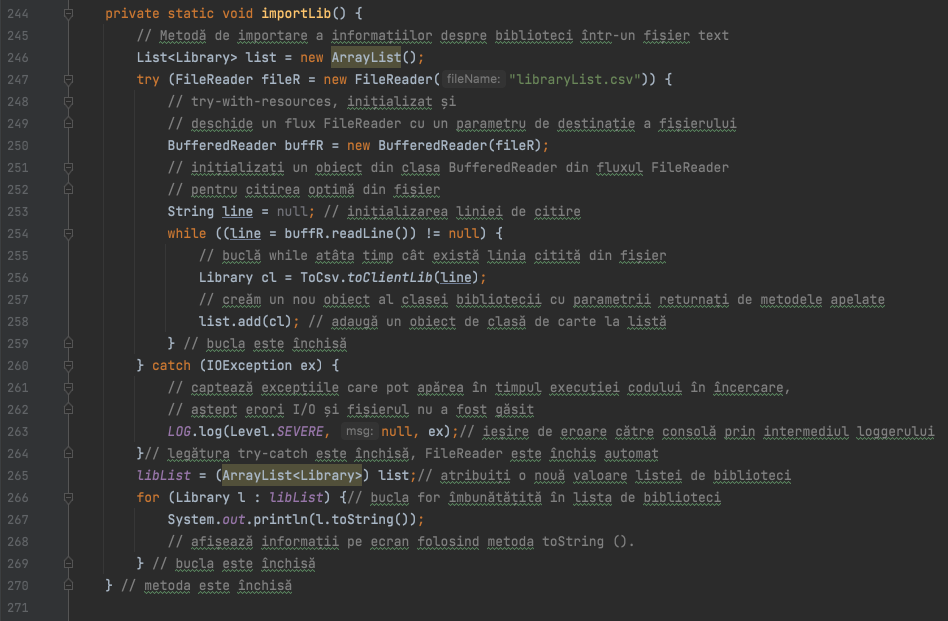 244 private static void importLib() {
245 // Metodă de importare a informațiilor despre biblioteci într-un fișier text
246 List<Library> list = new ArrayList();
247 try (FileReader fileR = new FileReader( fileName: "libraryList.csv")) {
248 // try-with-resources, inițializat și
249 // deschide un flux FileReader cu un parametru de destinație a fișierului
250 BufferedReader buffR = new BufferedReader(fileR);
251 // inițializați un obiect din clasa BufferedReader din fluxul FileReader
252 // pentru citirea optimă din fișier
253 String line = null; // inițializarea liniei de citire
254 while ((line = buffR.readLine()) != null) {
255 // buclă while atâta timp cât există linia citită din fișier
256 Library cl = ToCsv.toClientLib(line);
257 // creăm un nou obiect al clasei bibliotecii cu parametrii returnați de metodele apelate
258 list.add(cl); // adaugă un obiect de clasă de carte la listă
259 } // bucla este închisă
260 } catch (IOException ex) {
261 // captează excepțiile care pot apărea în timpul execuției codului în încercare,
262 // aștept erori I/O și fișierul nu a fost găsit
263 LOG.log(Level.SEVERE, msg: null, ex);// ieșire de eroare către consolă prin intermediul loggerului
264 }// legătura try-catch este închisă, FileReader este închis automat
265 libList = (ArrayList<Library>) list;// atribuiți o nouă valoare listei de biblioteci
266 for (Library l : libList) {// bucla for îmbunătățită în lista de biblioteci
267 System.out.println(l.toString());
268 // afișează informații pe ecran folosind metoda toString ().
269 } // bucla este închisă
270 } // metoda este închisă
271